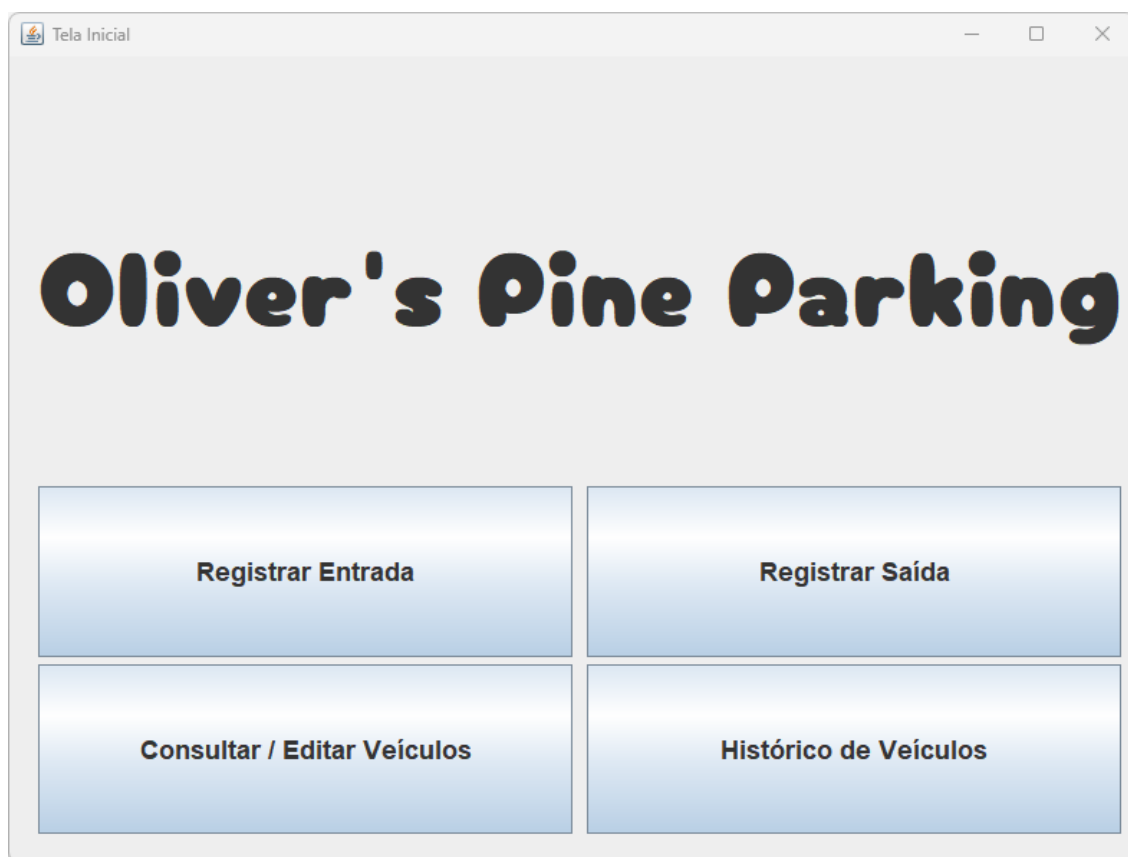 Tela Inicial
Oliver's Pine Parking
Registrar Entrada
Registrar Saída
Consultar / Editar Veículos
Histórico de Veículos